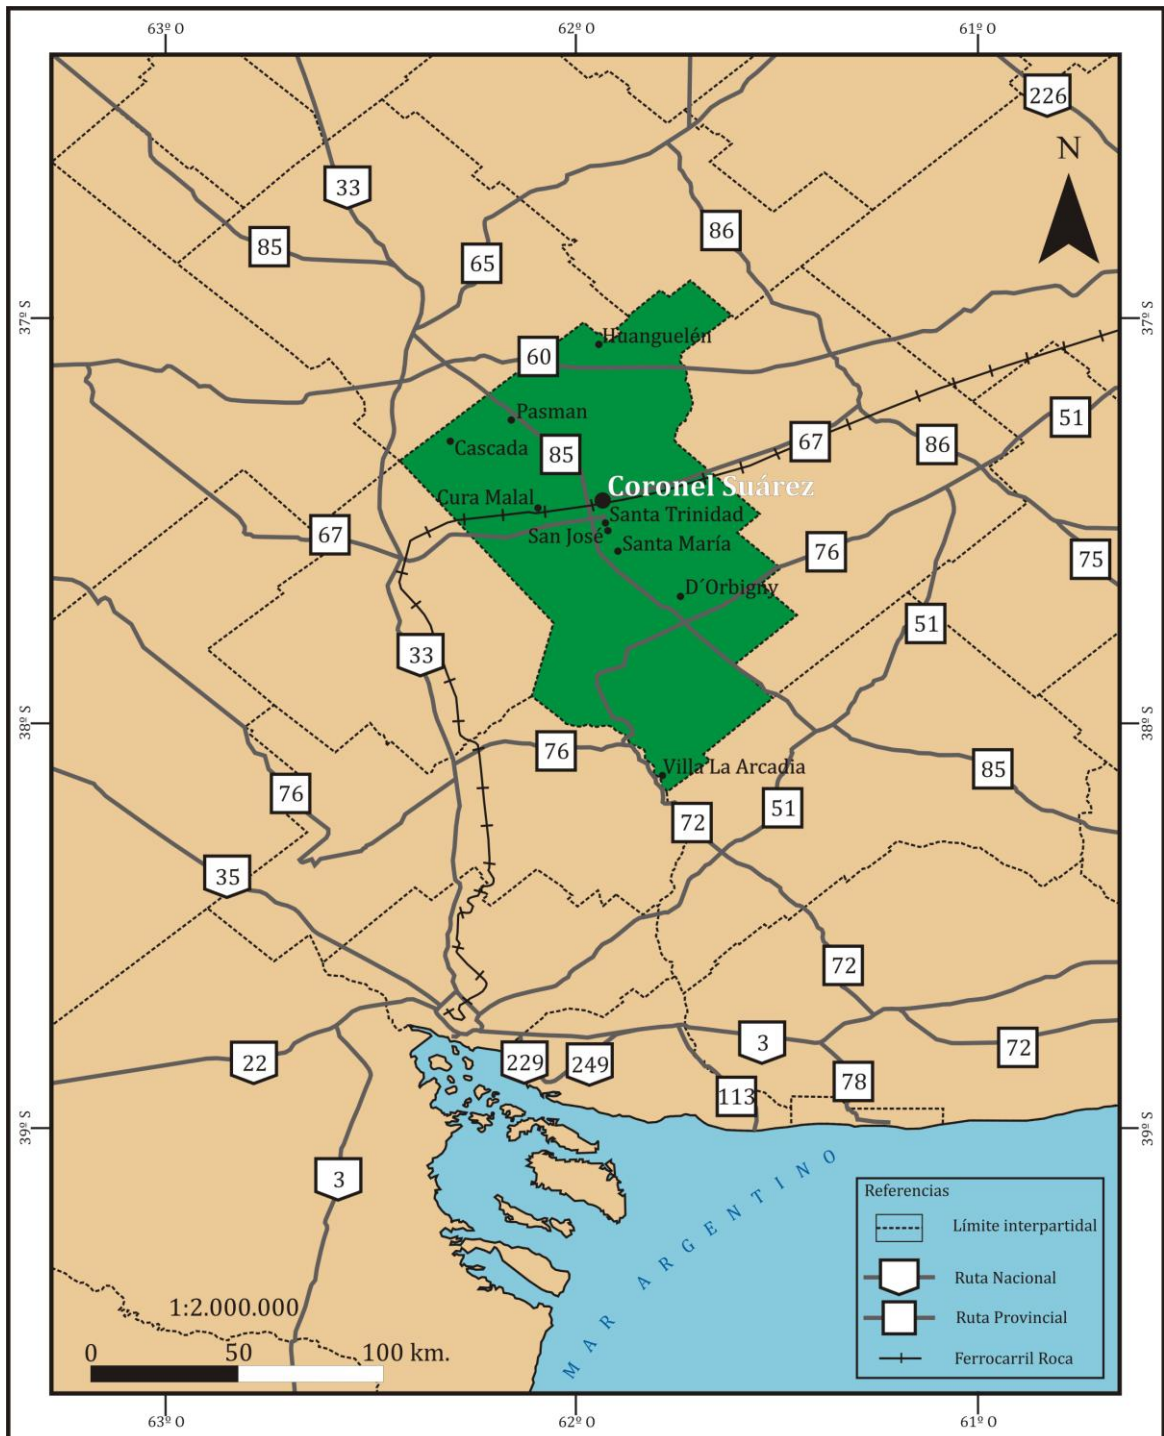 63º O
62º O
61º O
226
N
33
86
85
65
37º S
37º S
Huanguelén
60
Pasman
51
Cascada
85
67
86
Coronel Suárez
Cura Malal
Santa Trinidad
67
San José
Santa María
76
75
D´Orbigny
51
33
38º S
38º S
76
Villa La Arcadia
85
76
51
72
35
72
3
72
22
229
249
78
113
39º S
39º S
3
MAR ARGENTINO
Referencias
Límite interpartidal
Ruta Nacional
Ruta Provincial
Ferrocarril Roca
1:2.000.000
0
50
100 km.
63º O
62º O
61º O